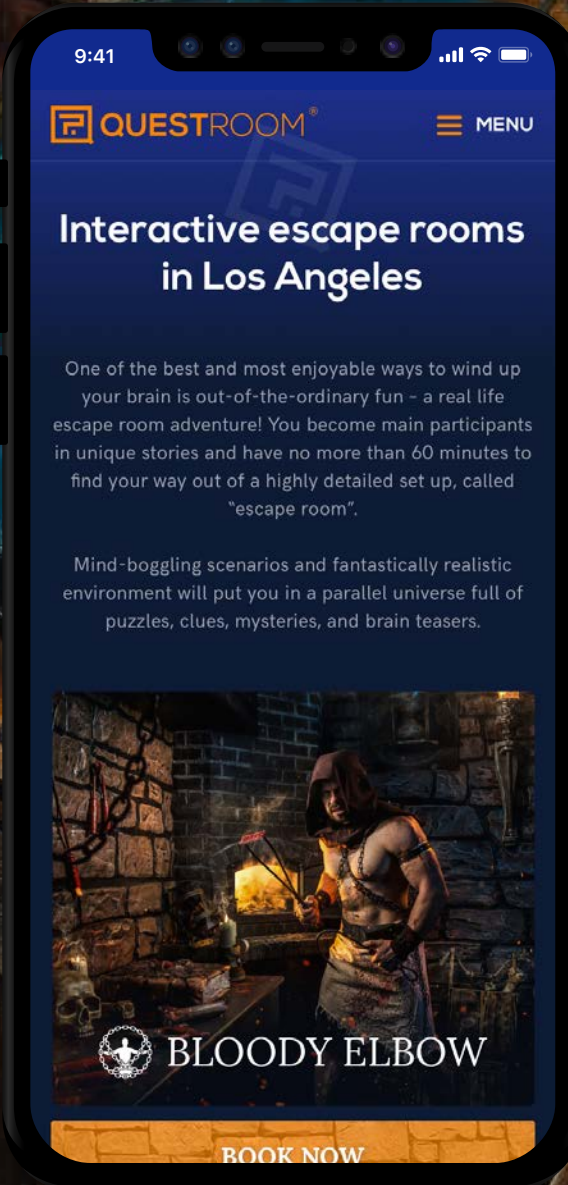 9:41
QUESTROOM®
MENU
Interactive escape rooms
in Los Angeles
One of the best and most enjoyable ways to wind up
your brain is out-of-the-ordinary fun – a real life
escape room adventure! You become main participants
in unique stories and have no more than 60 minutes to
find your way out of a highly detailed set up, called
“escape room”.
Mind-boggling scenarios and fantastically realistic
environment will put you in a parallel universe full of
puzzles, clues, mysteries, and brain teasers.
BLOODY ELBOW
BOOK NOW